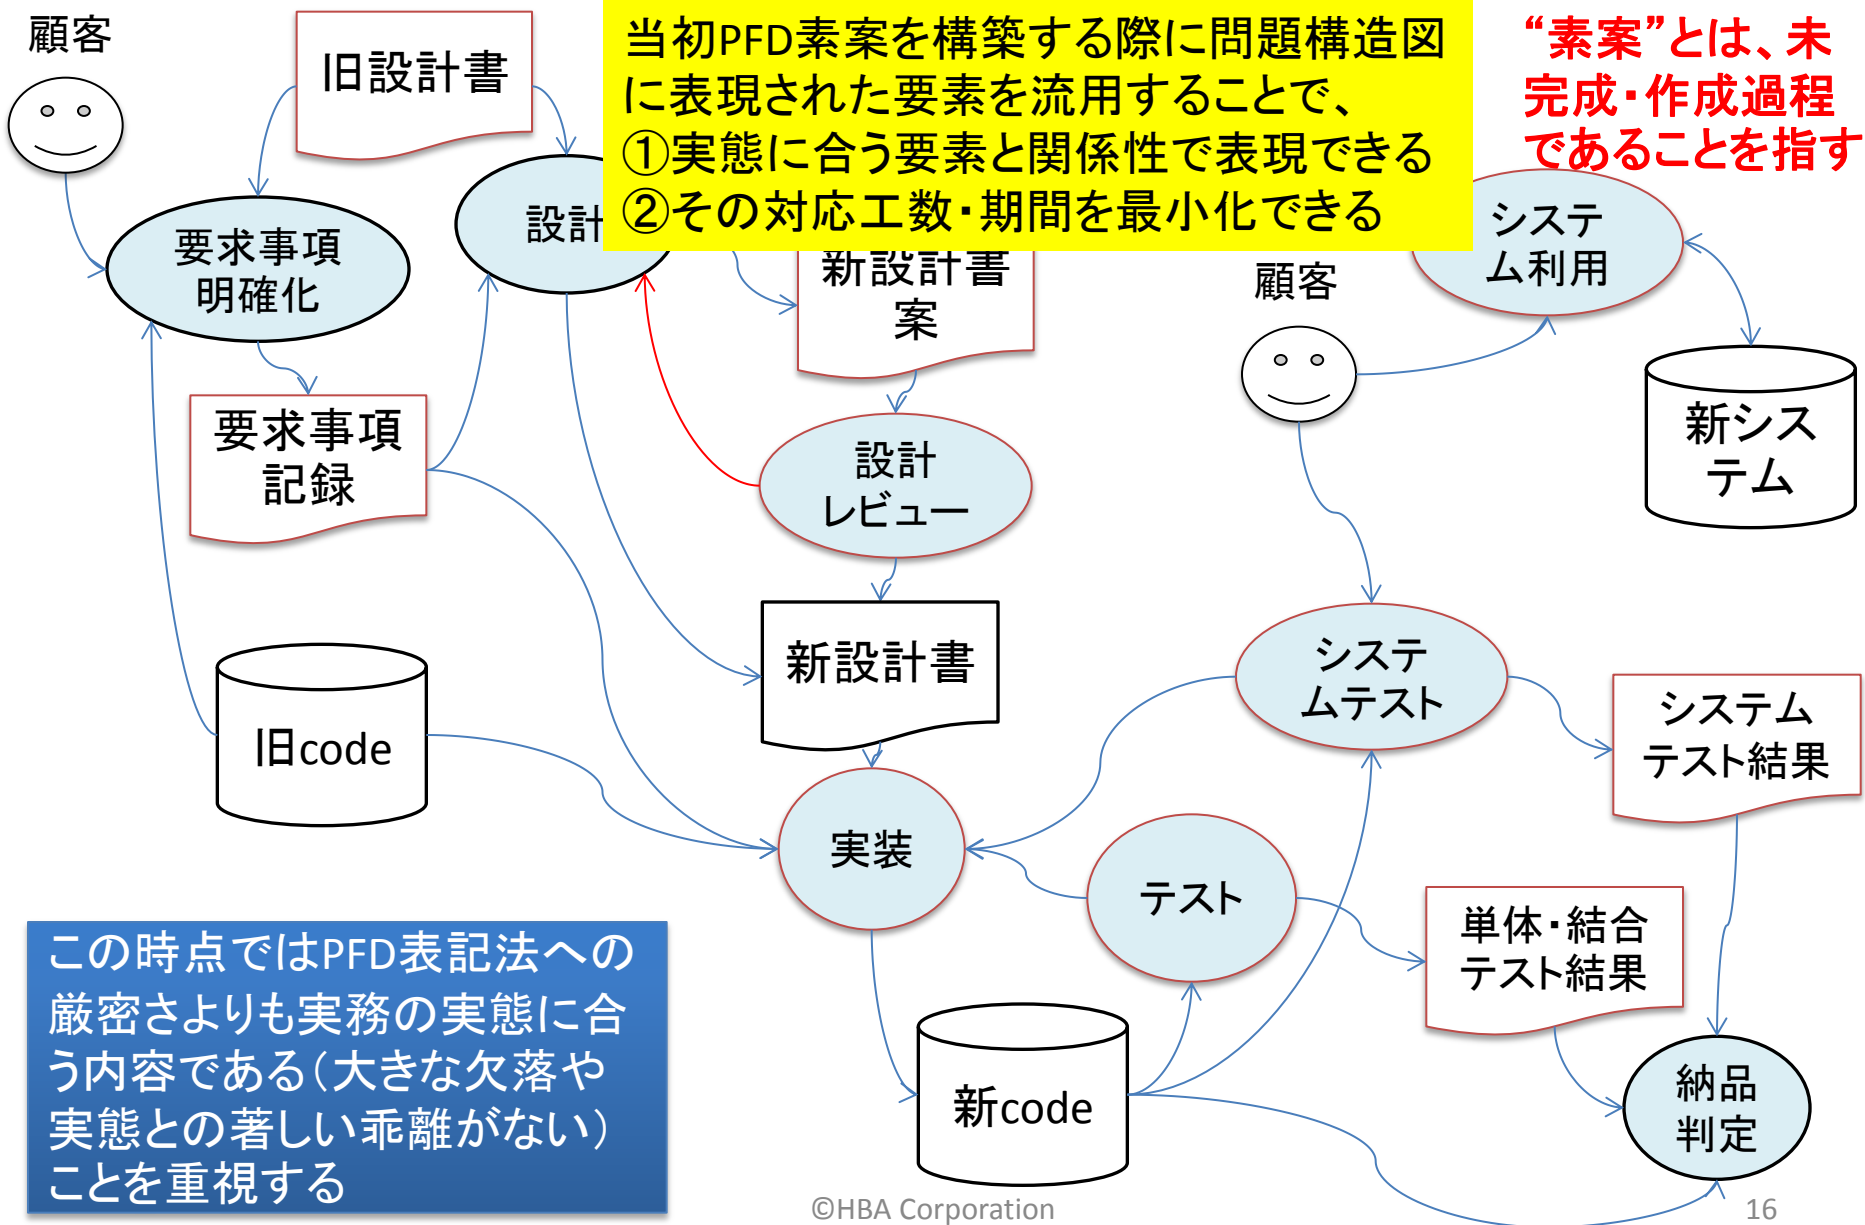 顧客
旧設計書
当初PFD素案を構築する際に問題構造図
に表現された要素を流用することで、
①実態に合う要素と関係性で表現できる
②その対応工数・期間を最小化できる
“素案”とは、未
完成・作成過程
であることを指す
要求事項
明確化
設計
新設計書
案
顧客
システ
ム利用
要求事項
記録
設計
レビュー
新シス
テム
新設計書
システ
ムテスト
システム
テスト結果
旧code
実装
テスト
単体・結合
テスト結果
この時点ではPFD表記法への
厳密さよりも実務の実態に合
う内容である（大きな欠落や
実態との著しい乖離がない）
ことを重視する
新code
納品
判定
©HBA Corporation
16